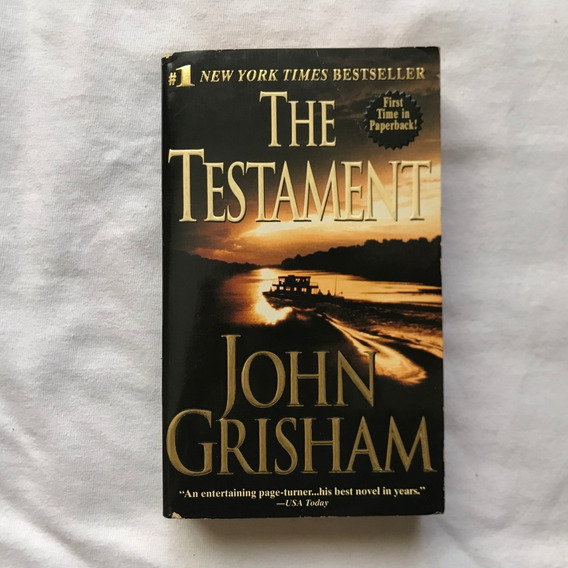 #1 NEW YORK TIMES BESTSELLER
THE
TESTAMENT
First
Time in
Paperback!
JOHN
GRISHAM
“An entertaining page-turner...his best novel in years.”
—USA Today